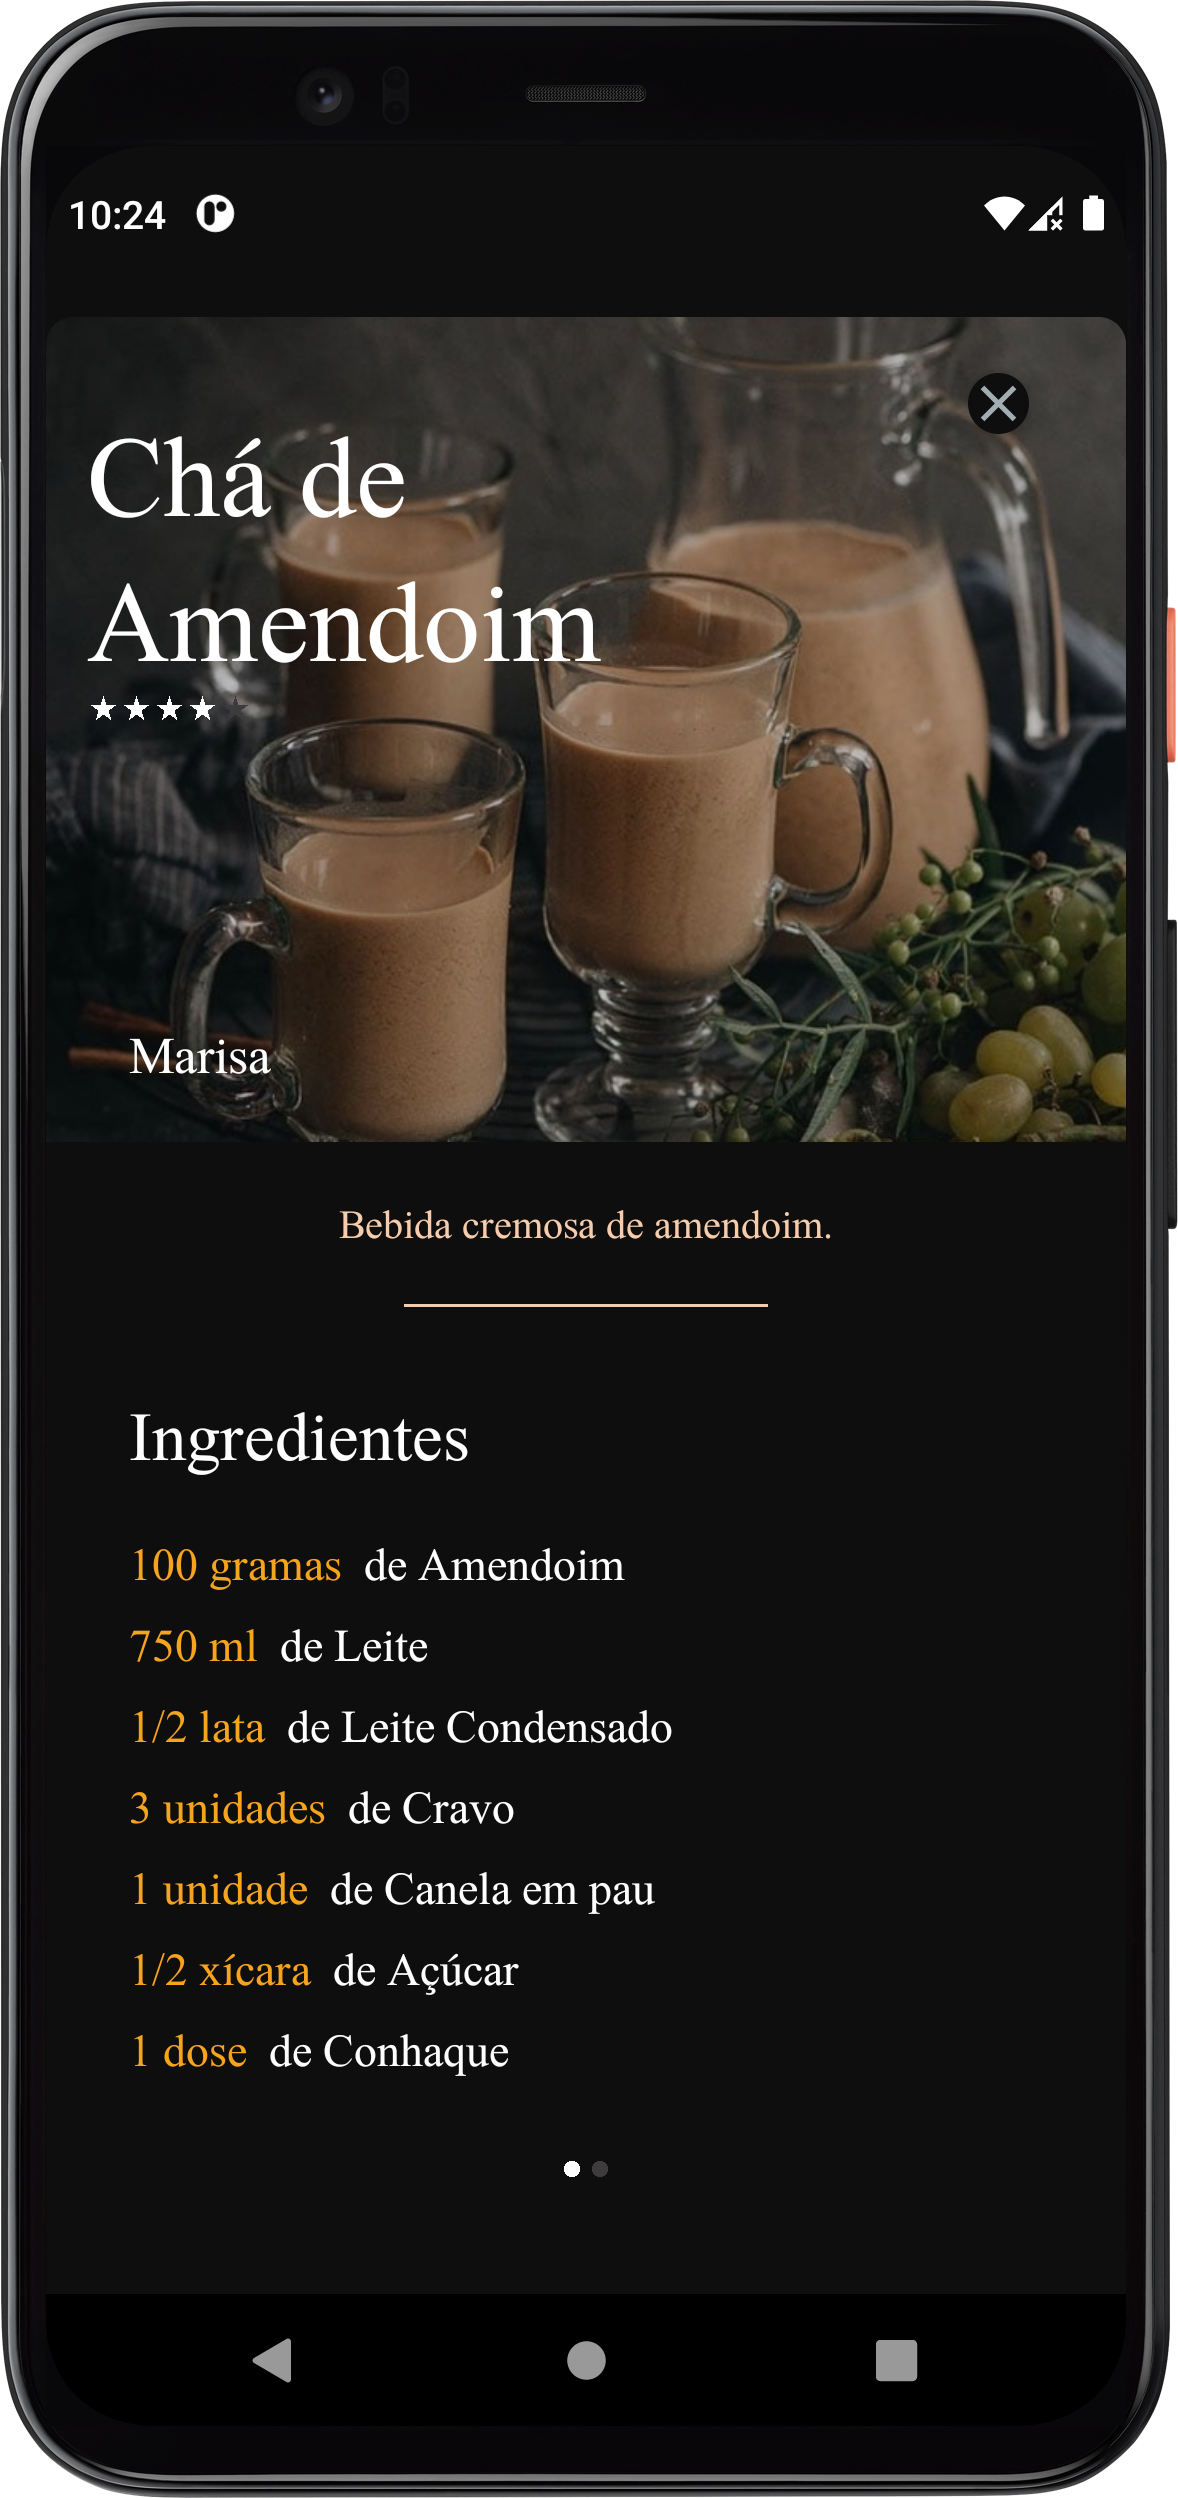 10:24
Chá de
Amendoim
Marisa
Bebida cremosa de amendoim.
Ingredientes
100 gramas de Amendoim
750 ml de Leite
1/2 lata de Leite Condensado
3 unidades de Cravo
1 unidade de Canela em pau
1/2 xícara de Açúcar
1 dose de Conhaque